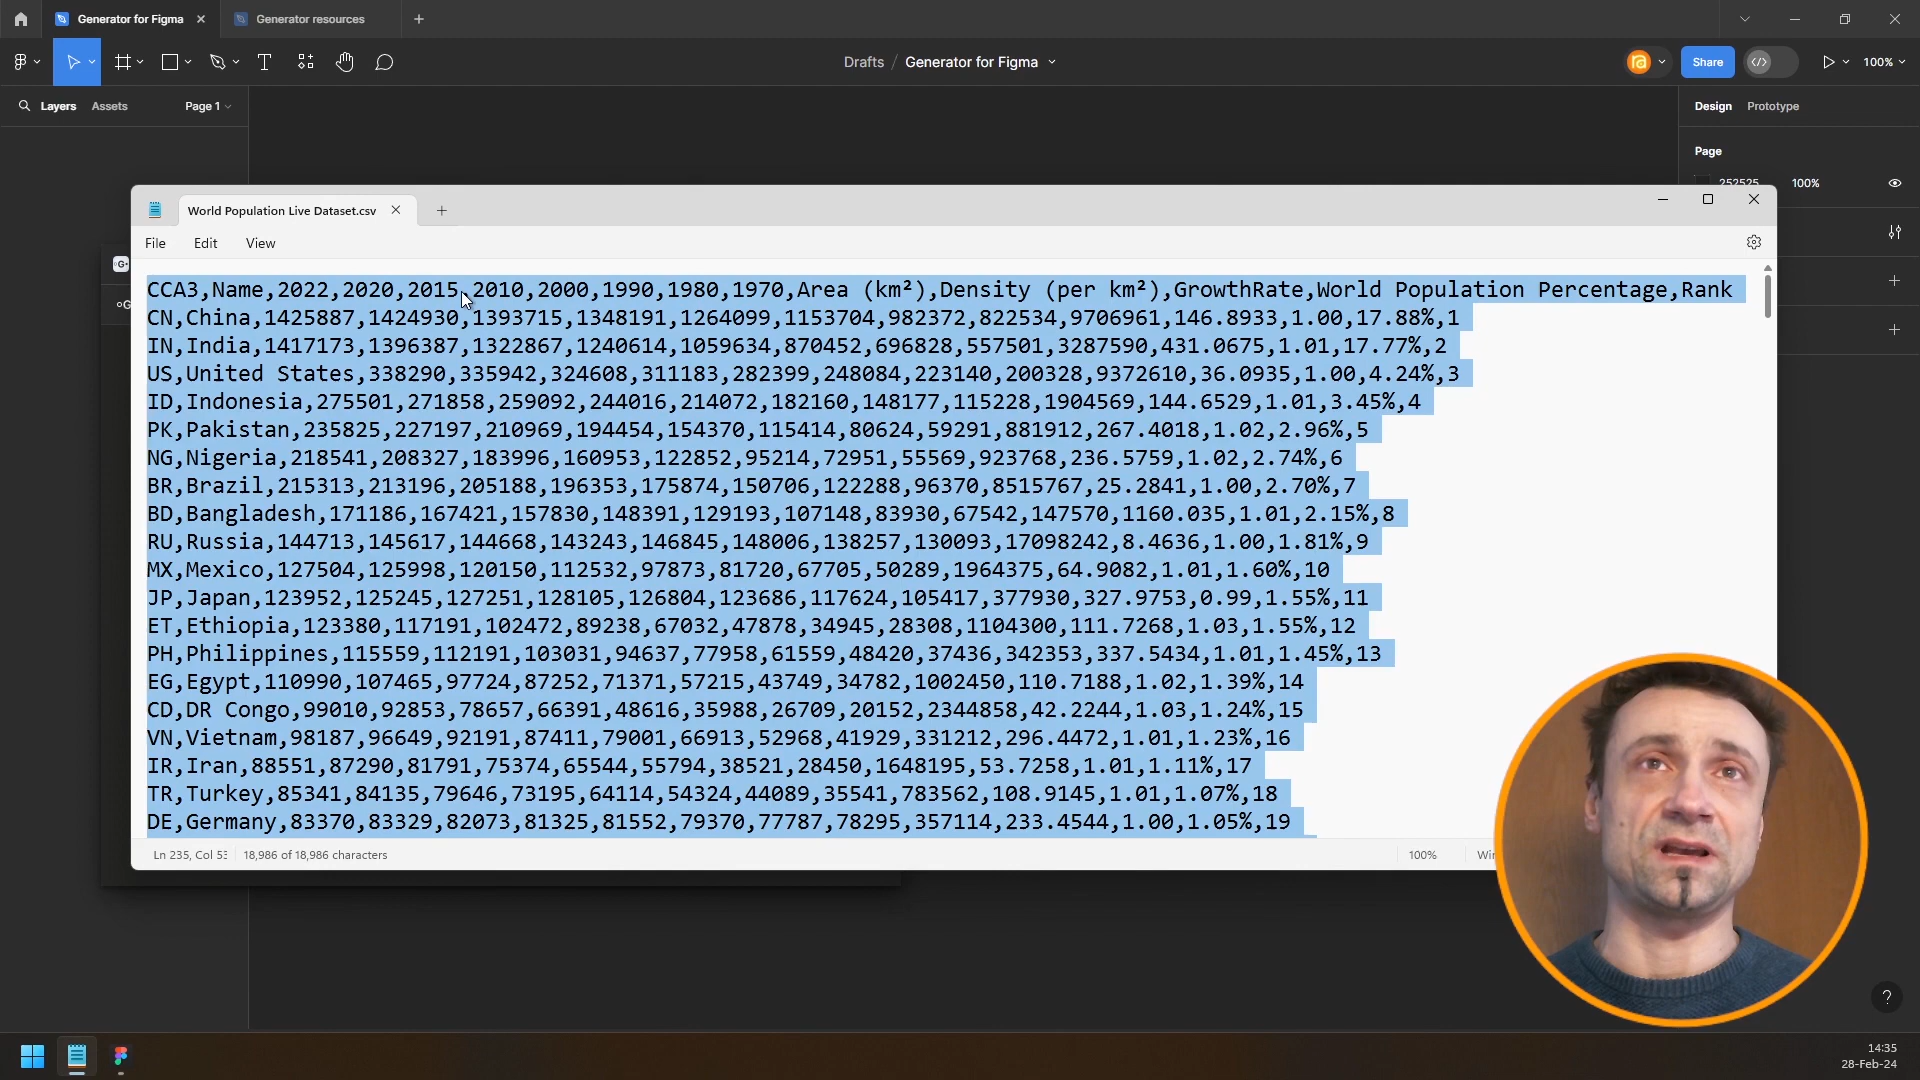 Generator for Figma
Generator resources
Drafts / Generator for Figma
Share
100%
Layers
Assets
Page 1
Design
Prototype
Page
252525
100%
World Population Live Dataset.csv
File
Edit
View
CCA3,Name,2022,2020,2015,2010,2000,1990,1980,1970,Area (km²),Density (per km²),GrowthRate,World Population Percentage,Rank
CN,China,1425887,1424930,1393715,1348191,1264099,1153704,982372,822534,9706961,146.8933,1.00,17.88%,1
IN,India,1417173,1396387,1322867,1240614,1059634,870452,696828,557501,3287590,431.0675,1.01,17.77%,2
US,United States,338290,335942,324608,311183,282399,248084,223140,200328,9372610,36.0935,1.00,4.24%,3
ID,Indonesia,275501,271858,259092,244016,214072,182160,148177,115228,1904569,144.6529,1.01,3.45%,4
PK,Pakistan,235825,227197,210969,194454,154370,115414,80624,59291,881912,267.4018,1.02,2.96%,5
NG,Nigeria,218541,208327,183996,160953,122852,95214,72951,55569,923768,236.5759,1.02,2.74%,6
BR,Brazil,215313,213196,205188,196353,175874,150706,122288,96370,8515767,25.2841,1.00,2.70%,7
BD,Bangladesh,171186,167421,157830,148391,129193,107148,83930,67542,147570,1160.035,1.01,2.15%,8
RU,Russia,144713,145617,144668,143243,146845,148006,138257,130093,17098242,8.4636,1.00,1.81%,9
MX,Mexico,127504,125998,120150,112532,97873,81720,67705,50289,1964375,64.9082,1.01,1.60%,10
JP,Japan,123952,125245,127251,128105,126804,123686,117624,105417,377930,327.9753,0.99,1.55%,11
ET,Ethiopia,123380,117191,102472,89238,67032,47878,34945,28308,1104300,111.7268,1.03,1.55%,12
PH,Philippines,115559,112191,103031,94637,77958,61559,48420,37436,342353,337.5434,1.01,1.45%,13
EG,Egypt,110990,107465,97724,87252,71371,57215,43749,34782,1002450,110.7188,1.02,1.39%,14
CD,DR Congo,99010,92853,78657,66391,48616,35988,26709,20152,2344858,42.2244,1.03,1.24%,15
VN,Vietnam,98187,96649,92191,87411,79001,66913,52968,41929,331212,296.4472,1.01,1.23%,16
IR,Iran,88551,87290,81791,75374,65544,55794,38521,28450,1648195,53.7258,1.01,1.11%,17
TR,Turkey,85341,84135,79646,73195,64114,54324,44089,35541,783562,108.9145,1.01,1.07%,18
DE,Germany,83370,83329,82073,81325,81552,79370,77787,78295,357114,233.4544,1.00,1.05%,19
Ln 235, Col 53
18,986 of 18,986 characters
100%
14:35
28-Feb-24